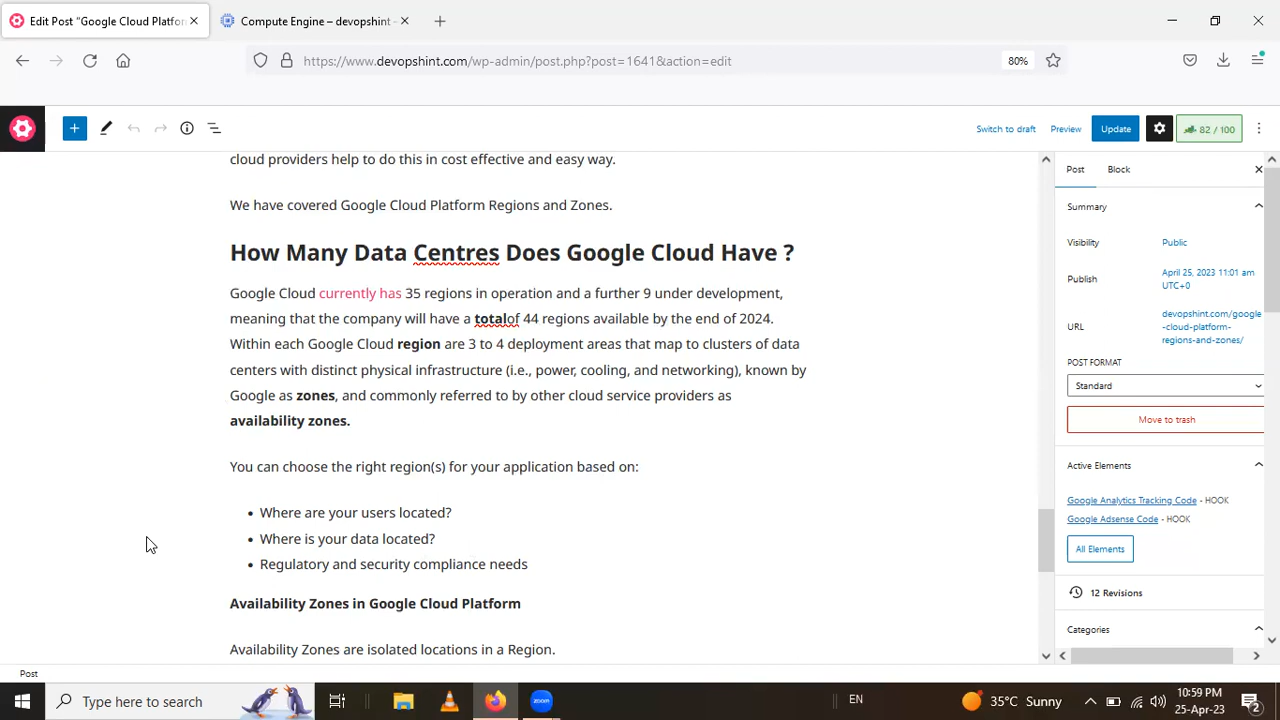 Edit Post “Google Cloud Platfor
Compute Engine – devopshint -
https://www.devopshint.com/wp-admin/post.php?post=1641&action=edit
80%
Switch to draft
Preview
Update
82 / 100
cloud providers help to do this in cost effective and easy way.
We have covered Google Cloud Platform Regions and Zones.
How Many Data Centres Does Google Cloud Have ?
Google Cloud currently has 35 regions in operation and a further 9 under development,
meaning that the company will have a totalof 44 regions available by the end of 2024.
Within each Google Cloud region are 3 to 4 deployment areas that map to clusters of data
centers with distinct physical infrastructure (i.e., power, cooling, and networking), known by
Google as zones, and commonly referred to by other cloud service providers as
availability zones.
You can choose the right region(s) for your application based on:
• Where are your users located?
• Where is your data located?
• Regulatory and security compliance needs
Availability Zones in Google Cloud Platform
Availability Zones are isolated locations in a Region.
Post
Block
Summary
Visibility
Public
Publish
April 25, 2023 11:01 am
UTC+0
URL
devopshint.com/google
-cloud-platform-
regions-and-zones/
POST FORMAT
Standard
Move to trash
Active Elements
Google Analytics Tracking Code - HOOK
Google Adsense Code - HOOK
All Elements
12 Revisions
Categories
Post
Type here to search
EN
35°C Sunny
10:59 PM
25-Apr-23
2